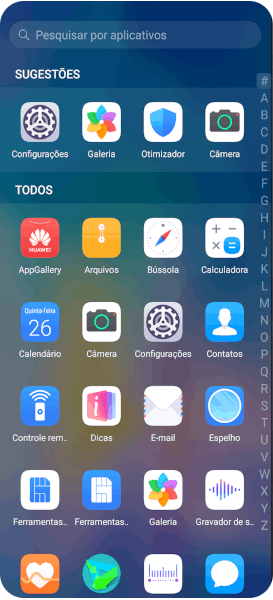 Pesquisar por aplicativos
SUGESTÕES
Configurações Galeria Otimizador Câmera
TODOS
HUAWEI
AppGallery Arquivos Bússola Calculadora
Quinta-feira
26
Calendário Câmera Configurações Contatos
Controle rem.. Dicas E-mail Espelho
Ferramentas.. Ferramentas.. Galeria Gravador de s..
#
A
B
C
D
E
F
G
H
I
J
K
L
M
N
O
P
Q
R
S
T
U
V
W
X
Y
Z